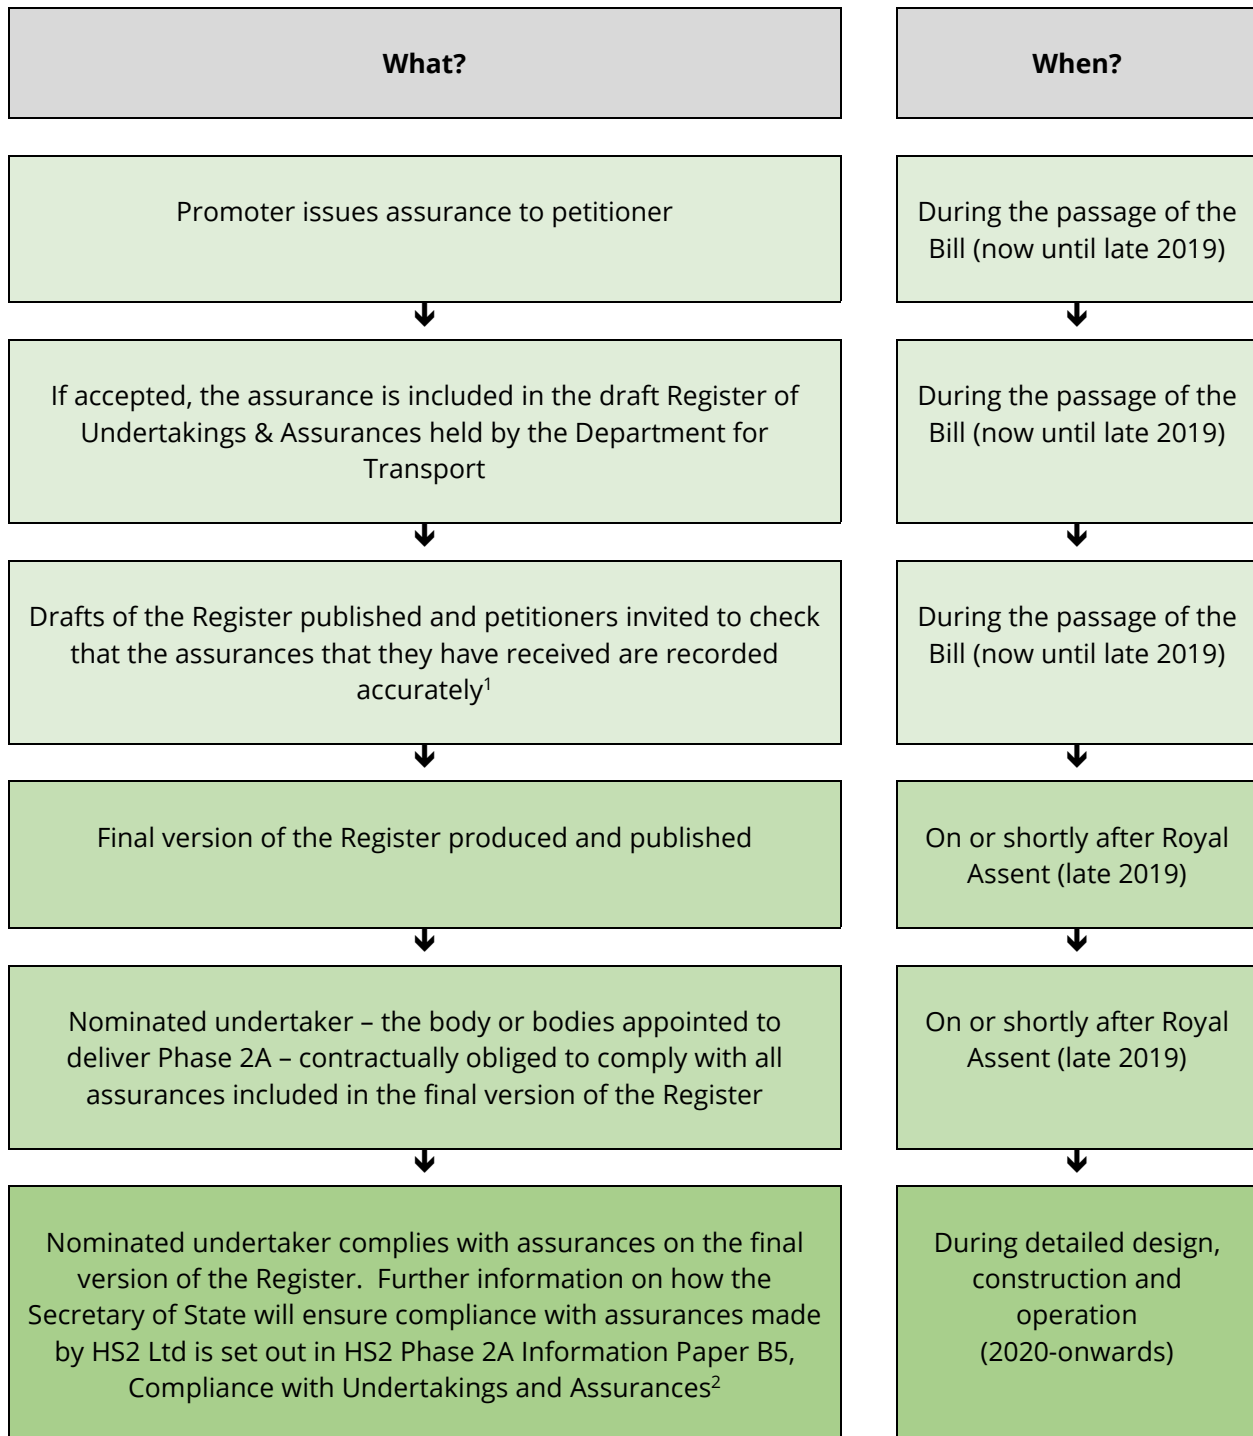 What?
When?
Promoter issues assurance to petitioner
During the passage of the
Bill (now until late 2019)
↓
↓
If accepted, the assurance is included in the draft Register of
Undertakings & Assurances held by the Department for
Transport
During the passage of the
Bill (now until late 2019)
↓
↓
Drafts of the Register published and petitioners invited to check
that the assurances that they have received are recorded
accurately¹
During the passage of the
Bill (now until late 2019)
↓
↓
Final version of the Register produced and published
On or shortly after Royal
Assent (late 2019)
↓
↓
Nominated undertaker – the body or bodies appointed to
deliver Phase 2A – contractually obliged to comply with all
assurances included in the final version of the Register
On or shortly after Royal
Assent (late 2019)
↓
↓
Nominated undertaker complies with assurances on the final
version of the Register.  Further information on how the
Secretary of State will ensure compliance with assurances made
by HS2 Ltd is set out in HS2 Phase 2A Information Paper B5,
Compliance with Undertakings and Assurances²
During detailed design,
construction and
operation
(2020-onwards)